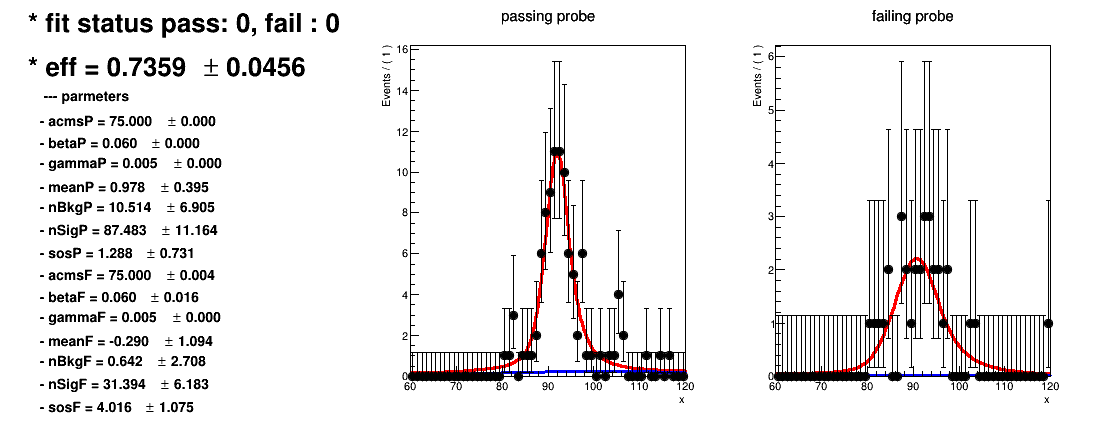 * fit status pass: 0, fail : 0
* eff = 0.7359 ± 0.0456
--- parmeters
- acmsP = 75.000 ± 0.000
- betaP = 0.060 ± 0.000
- gammaP = 0.005 ± 0.000
- meanP = 0.978 ± 0.395
- nBkgP = 10.514 ± 6.905
- nSigP = 87.483 ± 11.164
- sosP = 1.288 ± 0.731
- acmsF = 75.000 ± 0.004
- betaF = 0.060 ± 0.016
- gammaF = 0.005 ± 0.000
- meanF = -0.290 ± 1.094
- nBkgF = 0.642 ± 2.708
- nSigF = 31.394 ± 6.183
- sosF = 4.016 ± 1.075
passing probe
Events / ( 1 )
16
14
12
10
8
6
4
2
0
60 70 80 90 100 110 120
x
failing probe
Events / ( 1 )
6
5
4
3
2
1
0
60 70 80 90 100 110 120
x